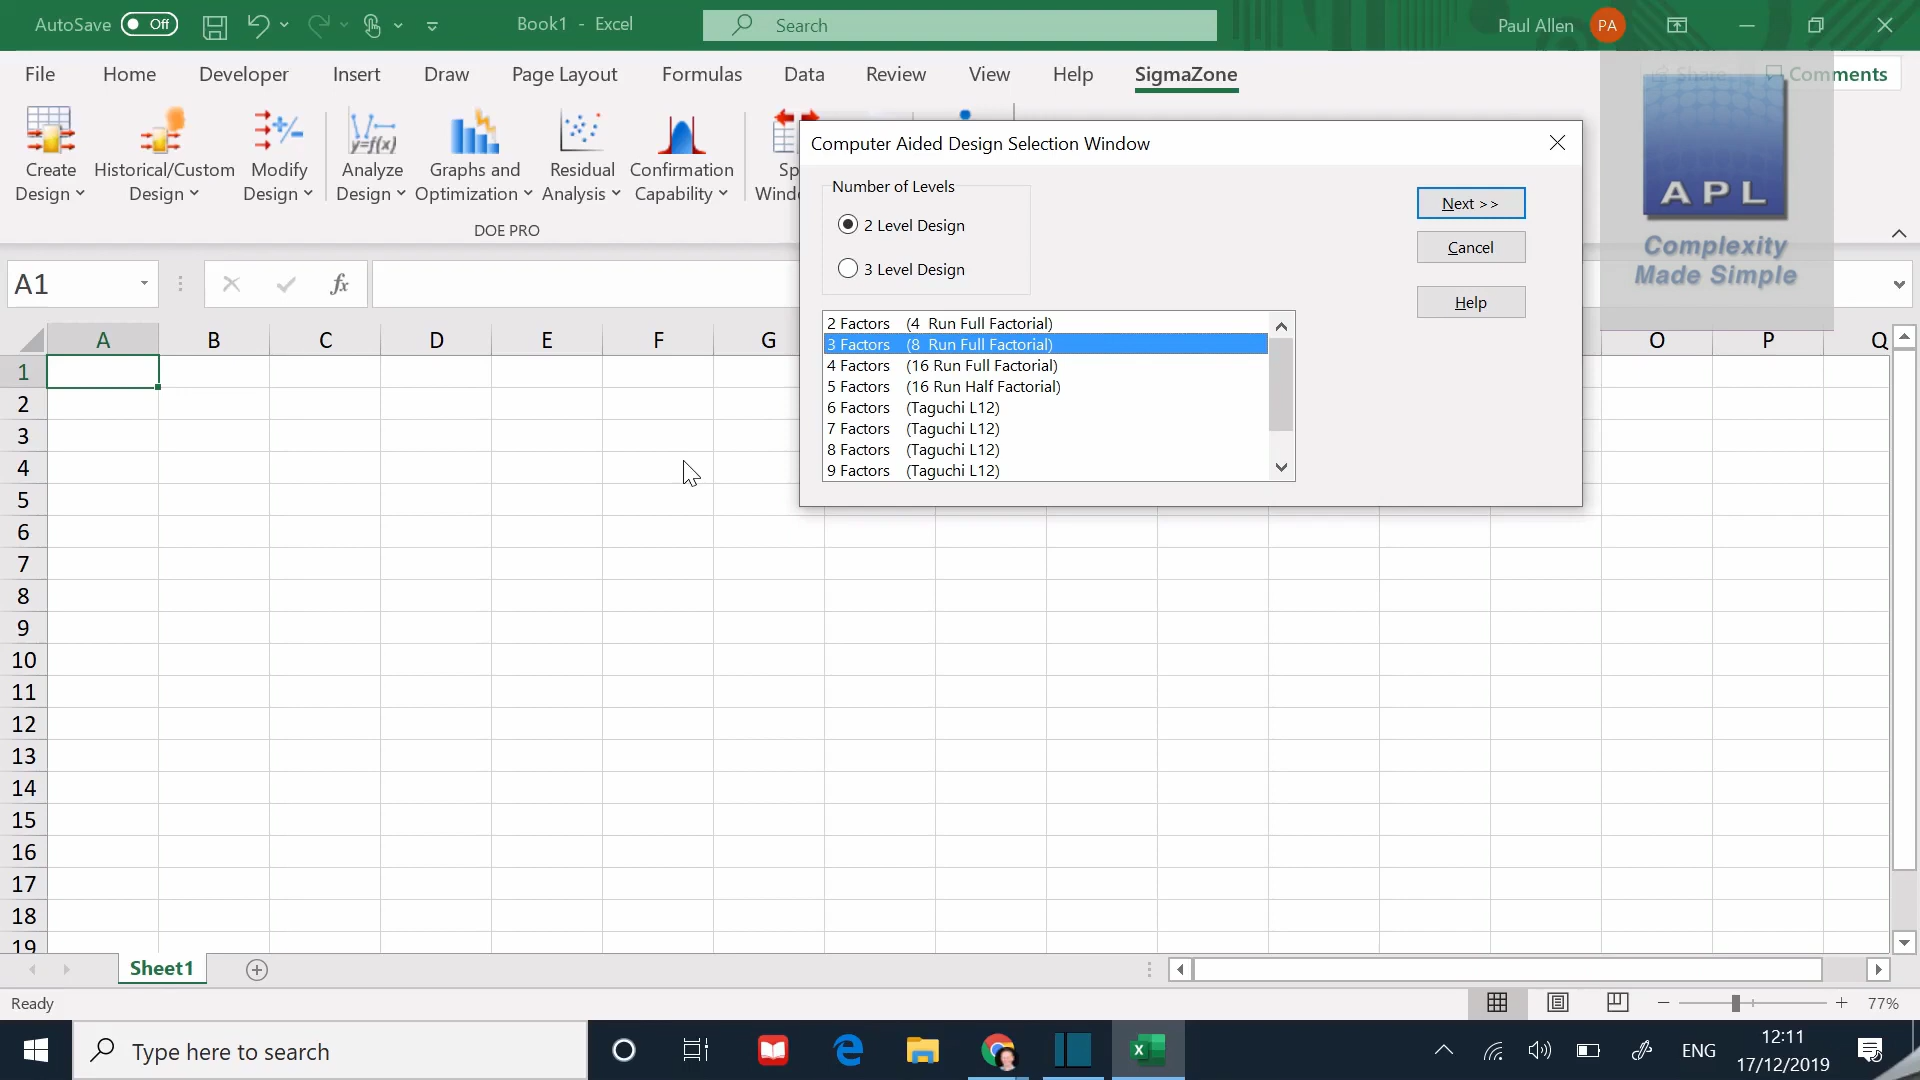 AutoSave Off Book1 - Excel Search Paul Allen PA
File Home Developer Insert Draw Page Layout Formulas Data Review View Help SigmaZone Share Comments
Create Design
Historical/Custom Design
Modify Design
Analyze Design
Graphs and Optimization
Residual Analysis
Confirmation Capability
y=f(x)
Sp
Windo
DOE PRO
APL
Complexity
Made Simple
A1 fx
Computer Aided Design Selection Window
Number of Levels
2 Level Design
3 Level Design
Next >>
Cancel
Help
2 Factors (4 Run Full Factorial)
3 Factors (8 Run Full Factorial)
4 Factors (16 Run Full Factorial)
5 Factors (16 Run Half Factorial)
6 Factors (Taguchi L12)
7 Factors (Taguchi L12)
8 Factors (Taguchi L12)
9 Factors (Taguchi L12)
A B C D E F G O P Q
1
2
3
4
5
6
7
8
9
10
11
12
13
14
15
16
17
18
19
Sheet1
Ready 77%
Type here to search ENG 12:11
17/12/2019